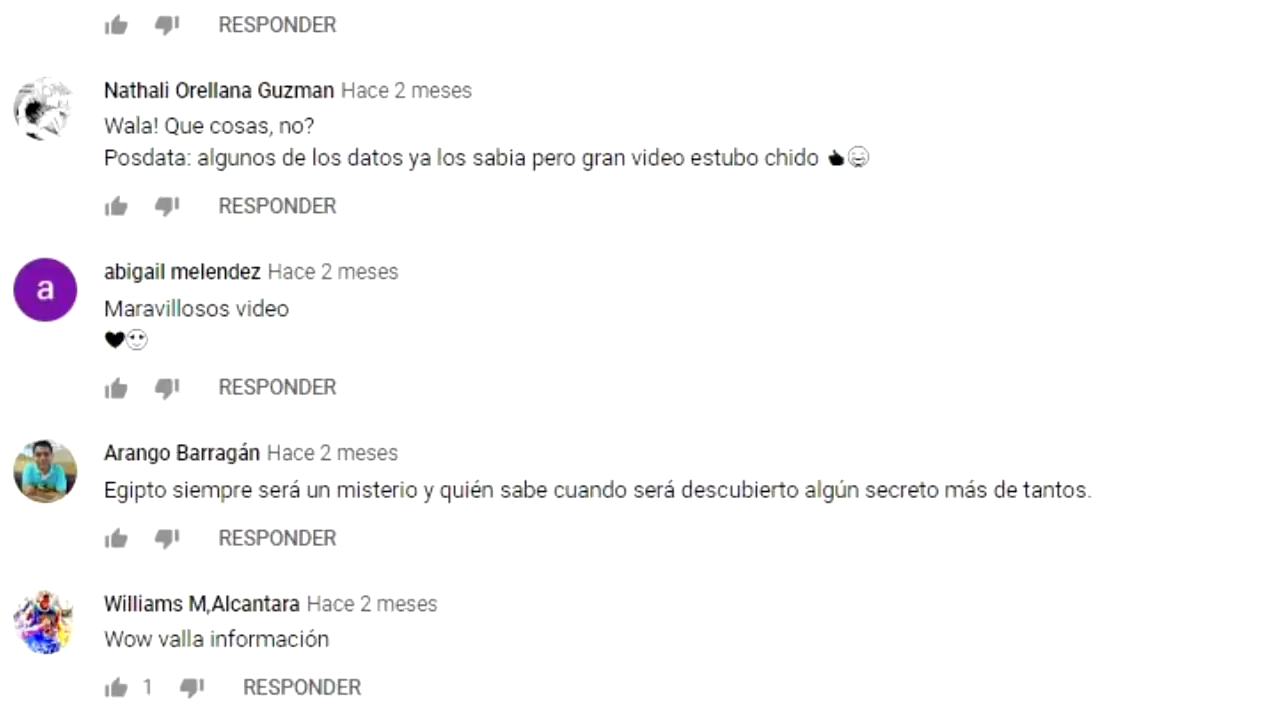 RESPONDER
Nathali Orellana Guzman Hace 2 meses
Wala! Que cosas, no?
Posdata: algunos de los datos ya los sabia pero gran video estubo chido
RESPONDER
a
abigail melendez Hace 2 meses
Maravillosos video
RESPONDER
Arango Barragán Hace 2 meses
Egipto siempre será un misterio y quién sabe cuando será descubierto algún secreto más de tantos.
RESPONDER
Williams M,Alcantara Hace 2 meses
Wow valla información
1 RESPONDER